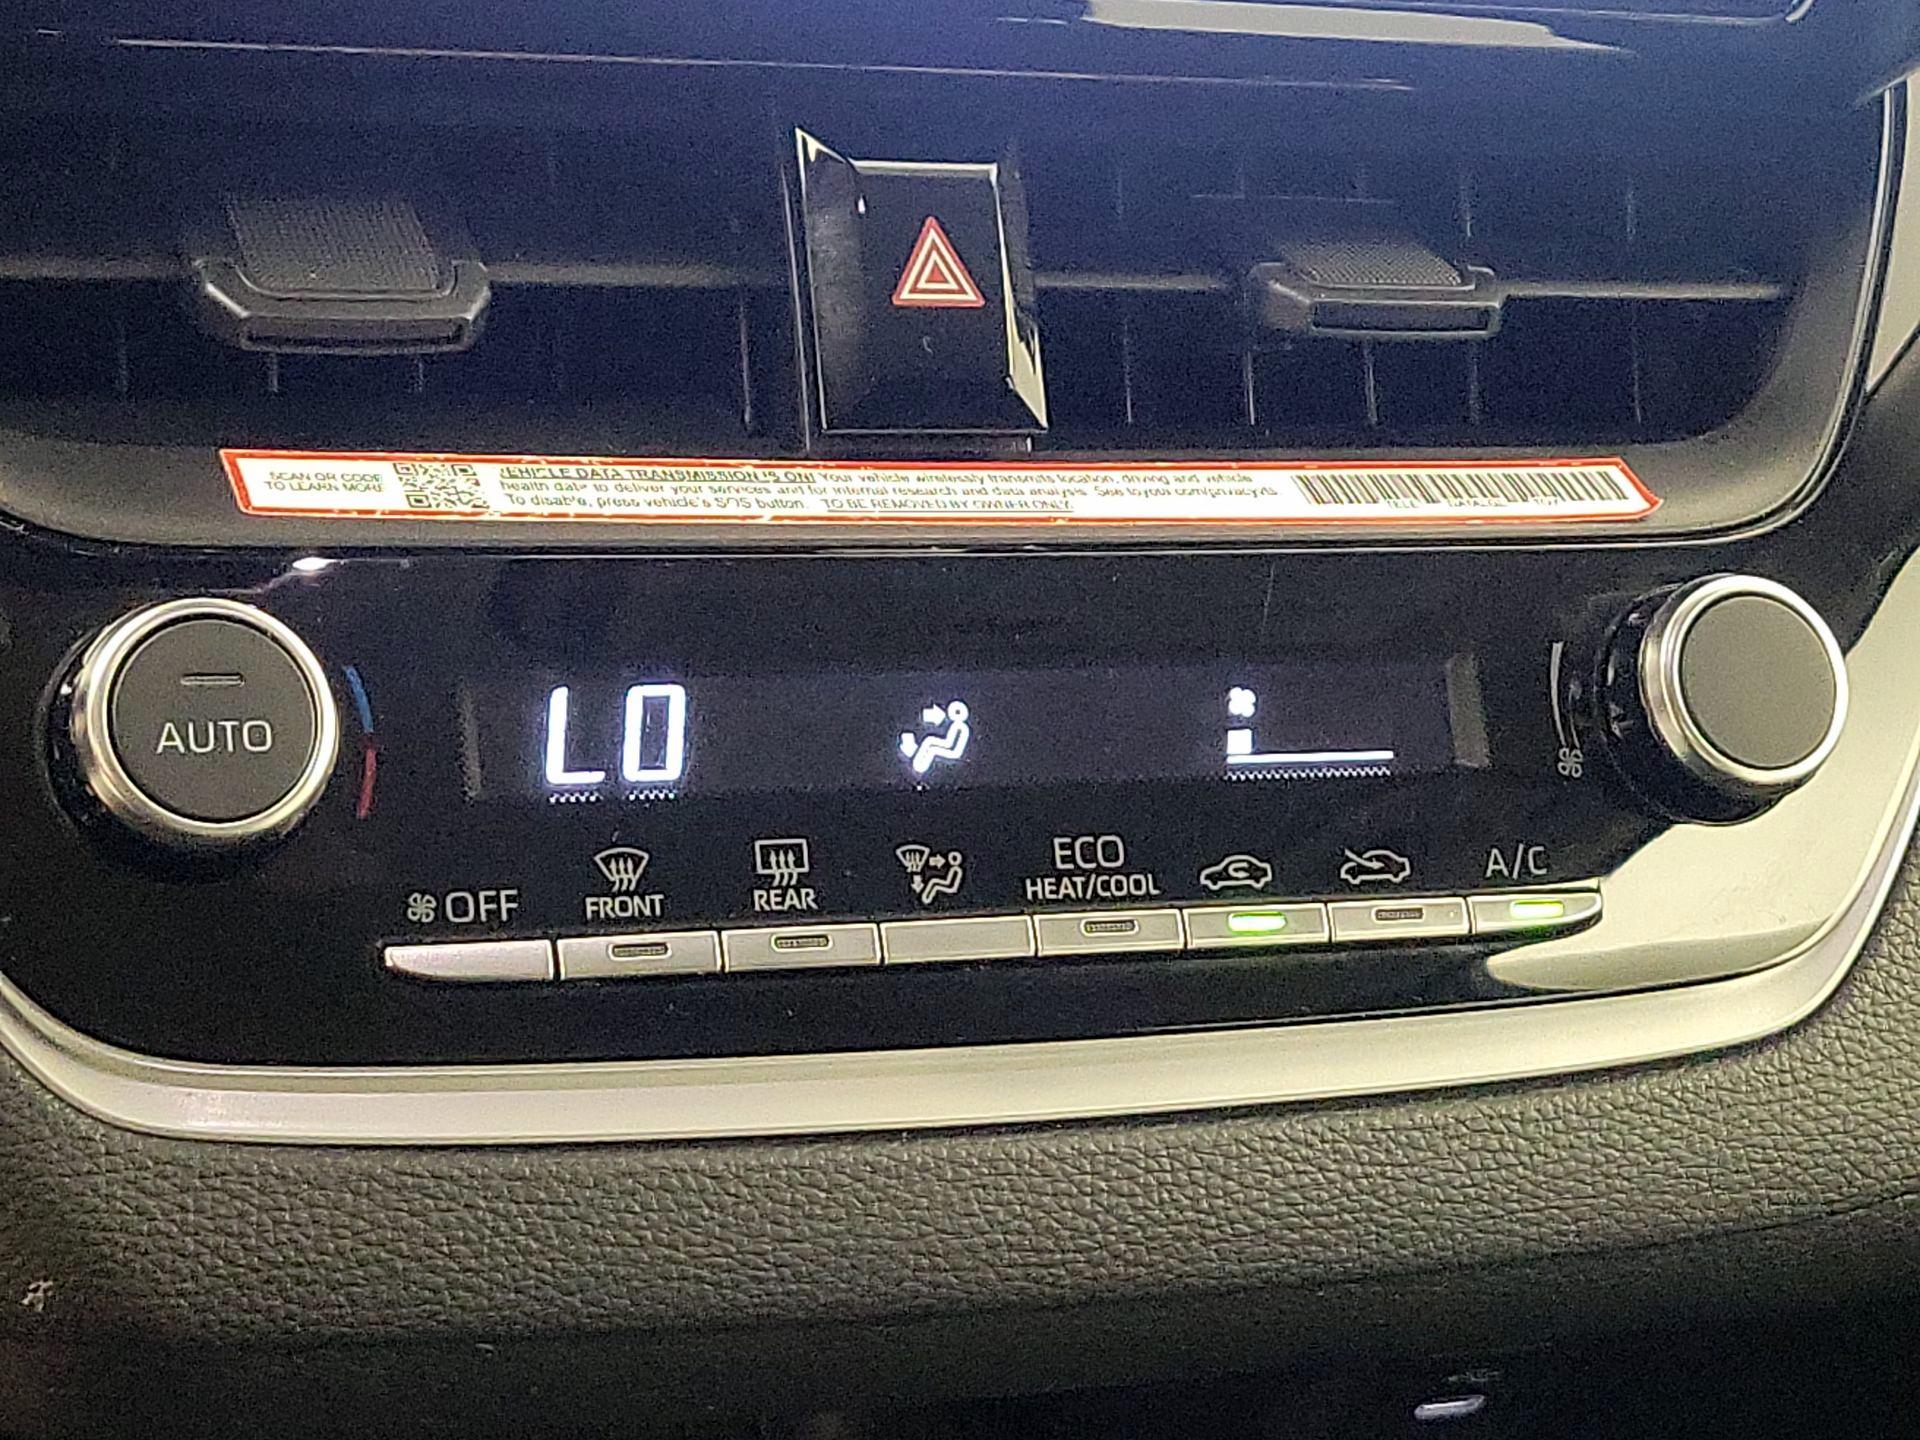 SCAN QR CODE
TO LEARN MORE
VEHICLE DATA TRANSMISSION IS ON! Your vehicle wirelessly transmits location, driving and vehicle
health data to deliver your services and for internal research and data analysis. See toyota.com/privacyvts.
To disable, press vehicle's SOS button. TO BE REMOVED BY OWNER ONLY.
AUTO
LO
OFF
FRONT
REAR
ECO
HEAT/COOL
A/C